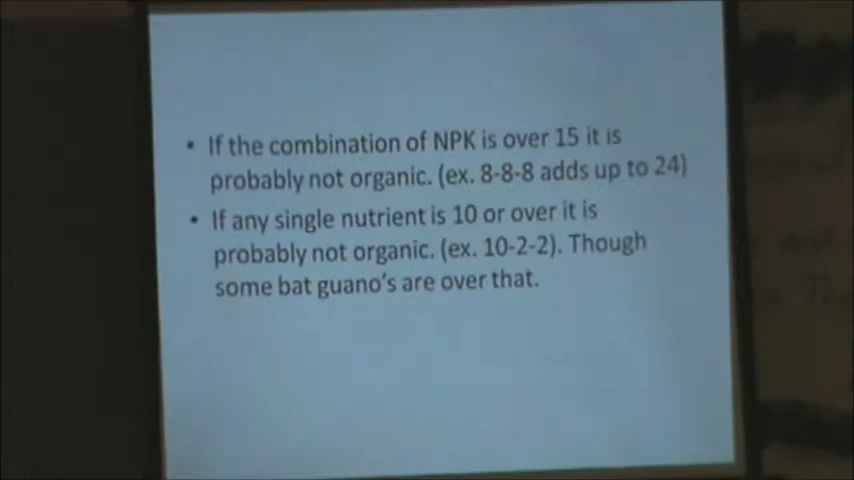 • If the combination of NPK is over 15 it is
probably not organic. (ex. 8-8-8 adds up to 24)
• If any single nutrient is 10 or over it is
probably not organic. (ex. 10-2-2). Though
some bat guano's are over that.